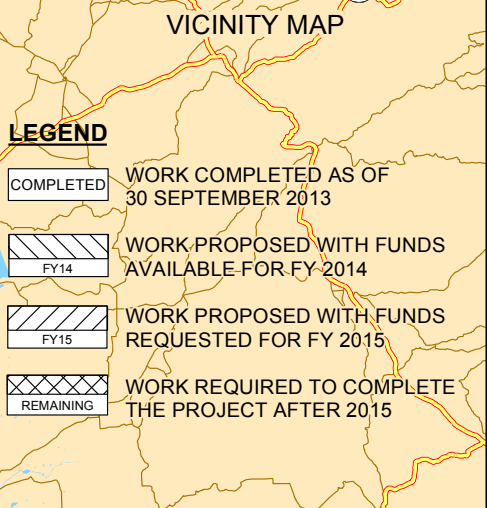 VICINITY MAP
LEGEND
COMPLETED
WORK COMPLETED AS OF
30 SEPTEMBER 2013
FY14
WORK PROPOSED WITH FUNDS
AVAILABLE FOR FY 2014
FY15
WORK PROPOSED WITH FUNDS
REQUESTED FOR FY 2015
REMAINING
WORK REQUIRED TO COMPLETE
THE PROJECT AFTER 2015